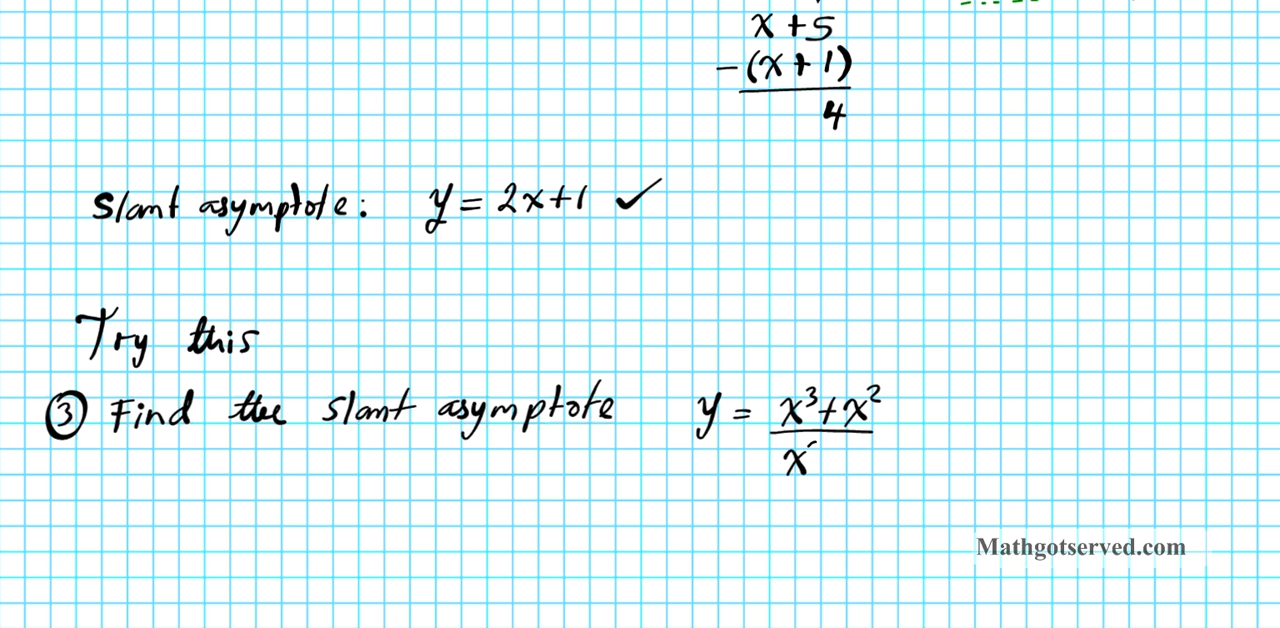 x + 5
- (x + 1)
4
Slant asymptote: y = 2x+1 ✓
Try this
③ Find the slant asymptote y = x³+x²
x
Mathgotserved.com